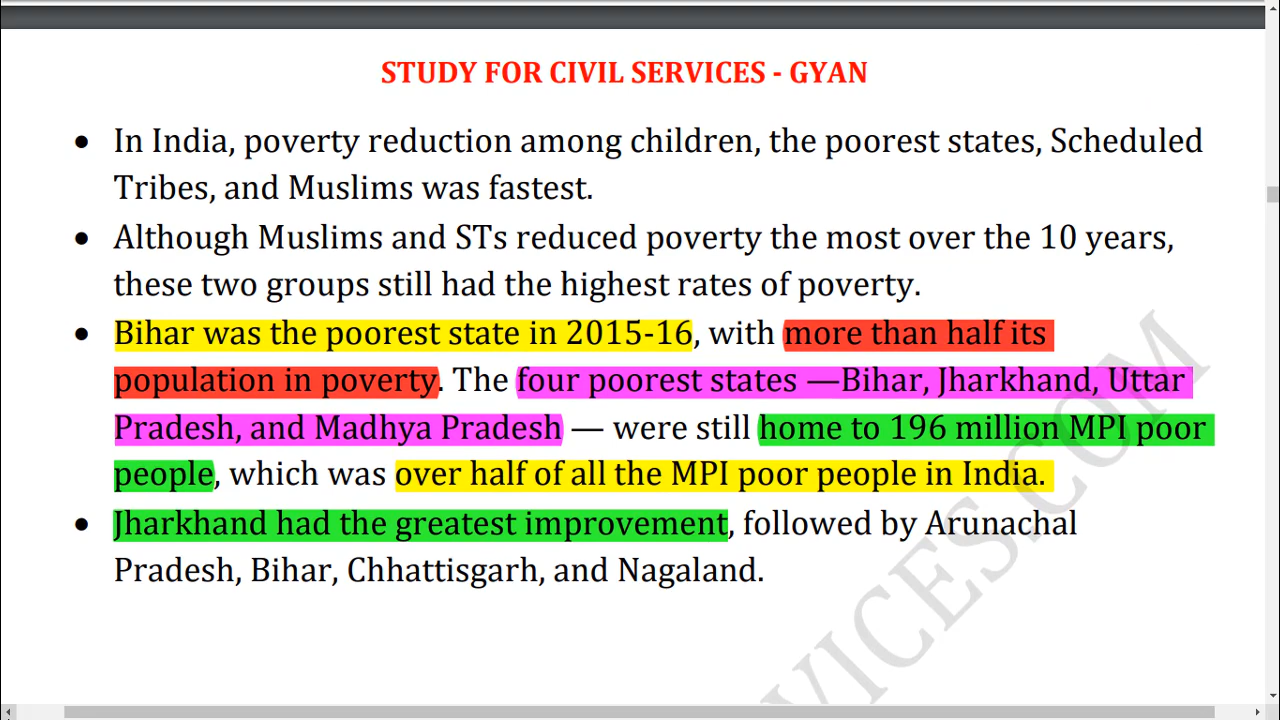 STUDY FOR CIVIL SERVICES - GYAN
• In India, poverty reduction among children, the poorest states, Scheduled
Tribes, and Muslims was fastest.
• Although Muslims and STs reduced poverty the most over the 10 years,
these two groups still had the highest rates of poverty.
• Bihar was the poorest state in 2015-16, with more than half its
population in poverty. The four poorest states —Bihar, Jharkhand, Uttar
Pradesh, and Madhya Pradesh — were still home to 196 million MPI poor
people, which was over half of all the MPI poor people in India.
• Jharkhand had the greatest improvement, followed by Arunachal
Pradesh, Bihar, Chhattisgarh, and Nagaland.
VICES.COM